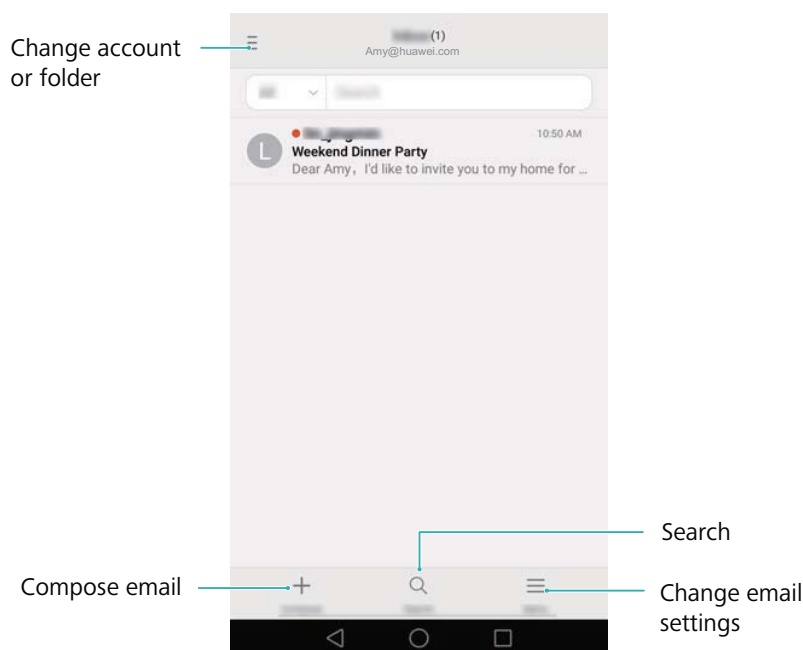 Change account
or folder
(1)
Amy@huawei.com
L
10:50 AM
Weekend Dinner Party
Dear Amy，I'd like to invite you to my home for ...
Search
Compose email
Change email
settings